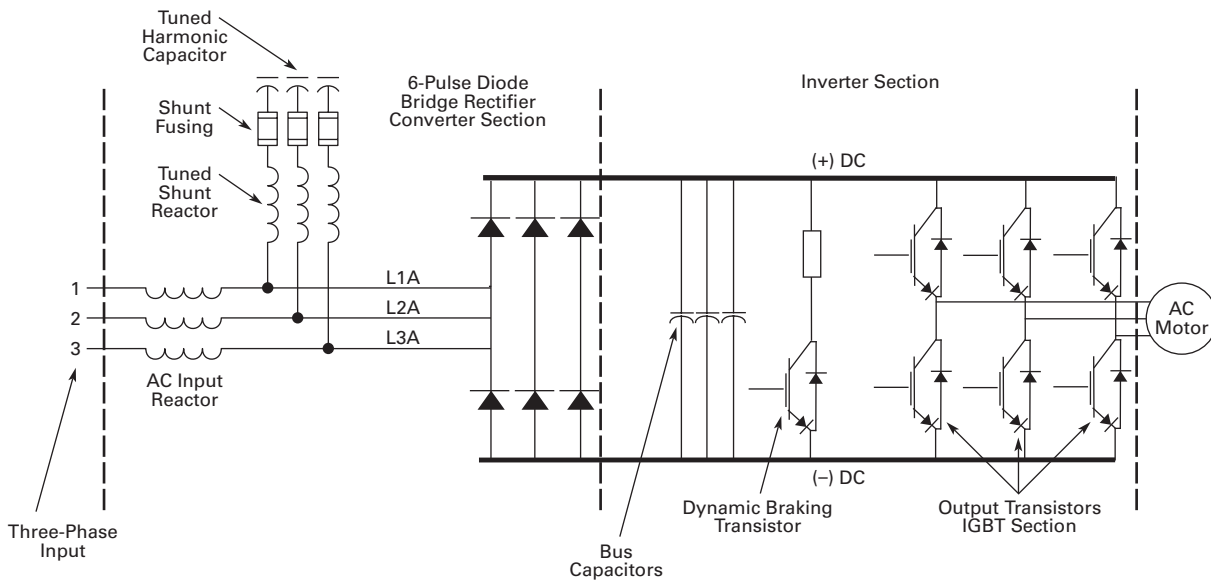 Tuned
Harmonic
Capacitor
Shunt
Fusing
Tuned
Shunt
Reactor
6-Pulse Diode
Bridge Rectifier
Converter Section
Inverter Section
(+) DC
1
2
3
L1A
L2A
L3A
AC Input
Reactor
AC
Motor
(–) DC
Three-Phase
Input
Bus
Capacitors
Dynamic Braking
Transistor
Output Transistors
IGBT Section